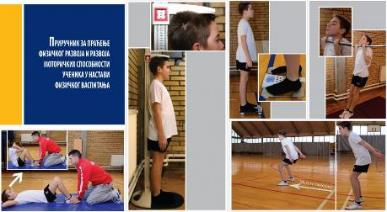 Приручник за праћење
физичког развоја и развоја
моторичких способности
ученика у настави
физичког васпитања